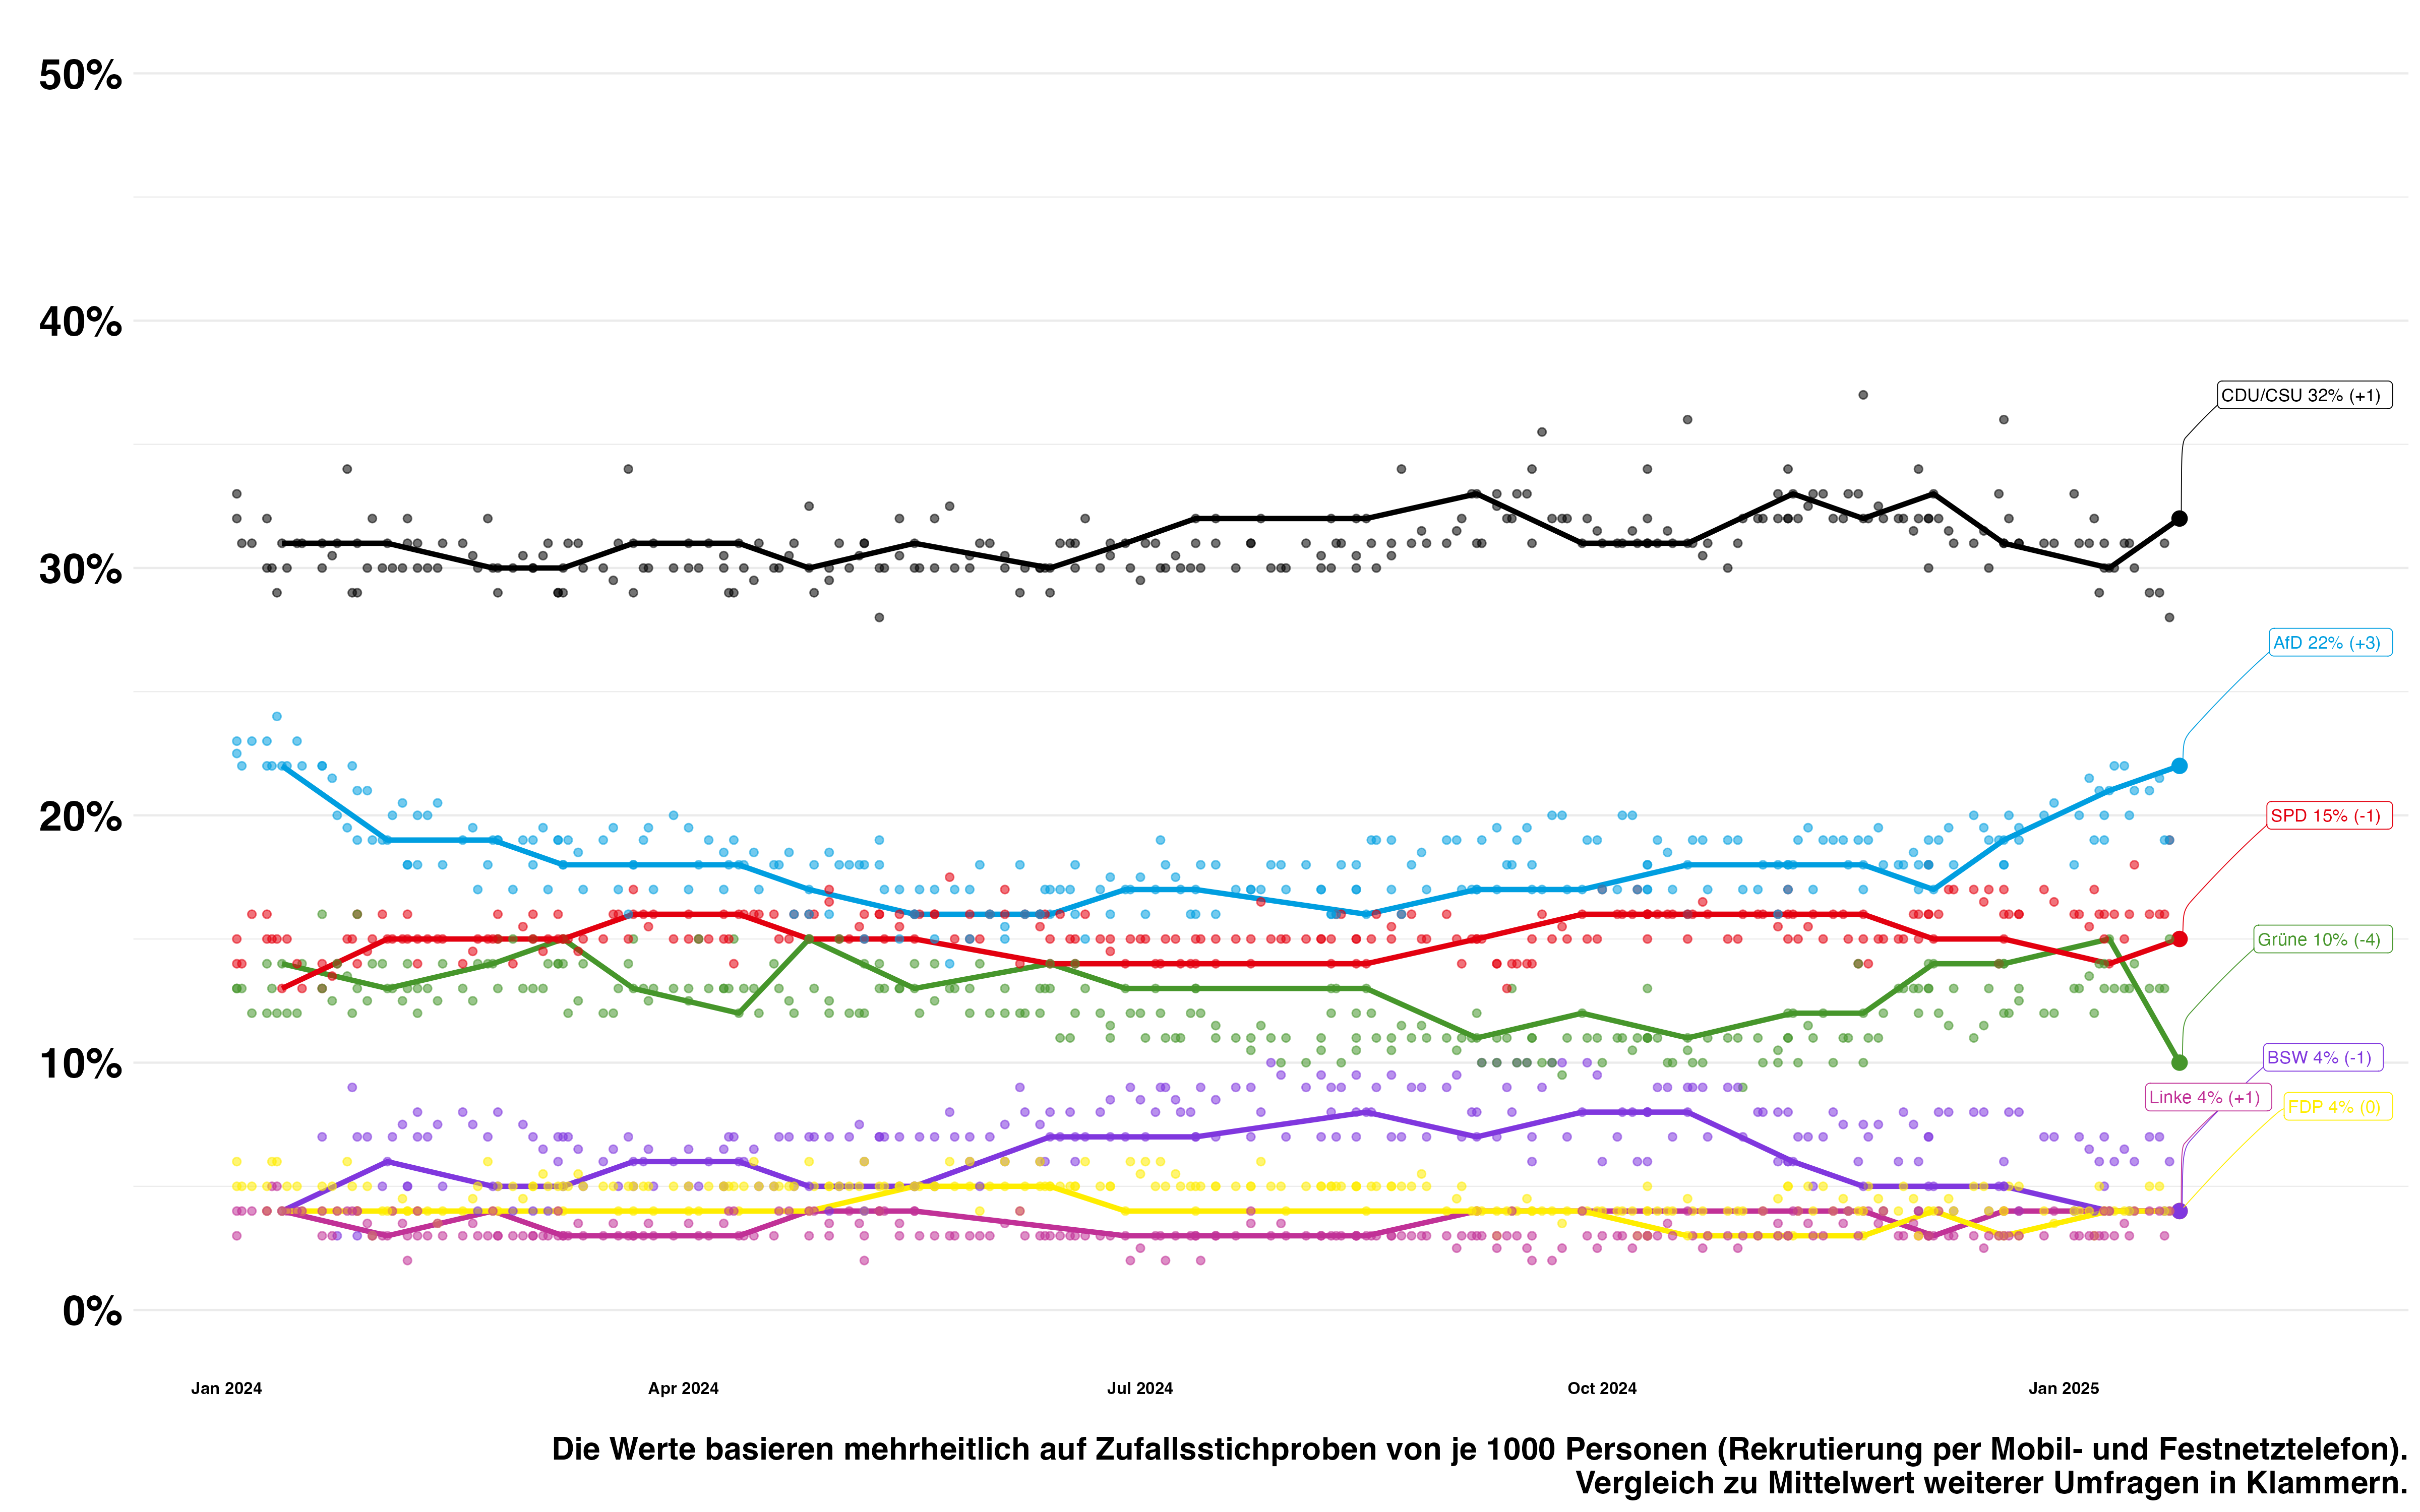 50%
40%
30%
20%
10%
0%
CDU/CSU 32% (+1)
AfD 22% (+3)
SPD 15% (-1)
Grüne 10% (-4)
BSW 4% (-1)
Linke 4% (+1)
FDP 4% (0)
Jan 2024
Apr 2024
Jul 2024
Oct 2024
Jan 2025
Die Werte basieren mehrheitlich auf Zufallsstichproben von je 1000 Personen (Rekrutierung per Mobil- und Festnetztelefon).
Vergleich zu Mittelwert weiterer Umfragen in Klammern.